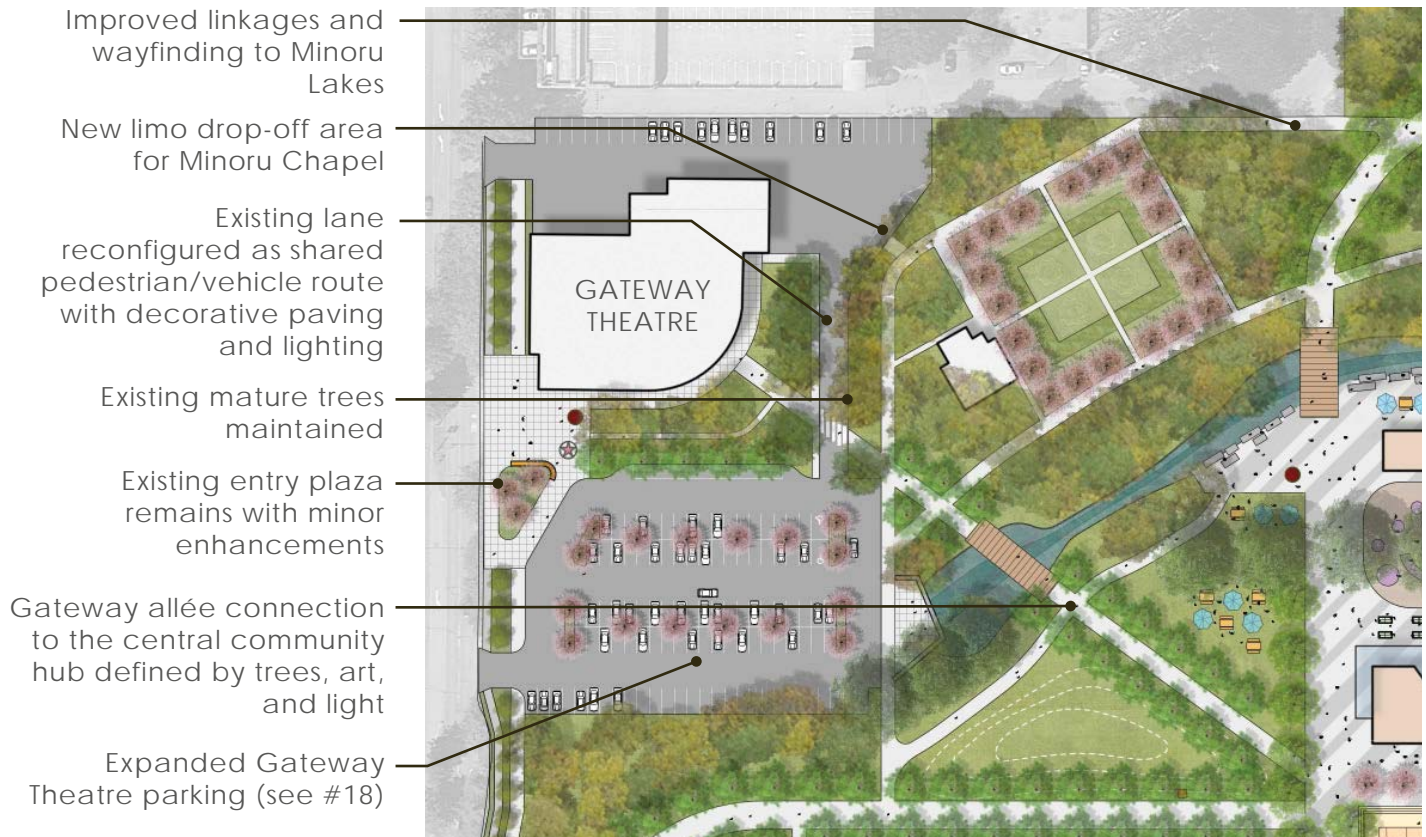 Improved linkages and
wayfinding to Minoru
Lakes
New limo drop-off area
for Minoru Chapel
Existing lane
reconfigured as shared
pedestrian/vehicle route
with decorative paving
and lighting
Existing mature trees
maintained
Existing entry plaza
remains with minor
enhancements
Gateway allée connection
to the central community
hub defined by trees, art,
and light
Expanded Gateway
Theatre parking (see #18)
GATEWAY
THEATRE